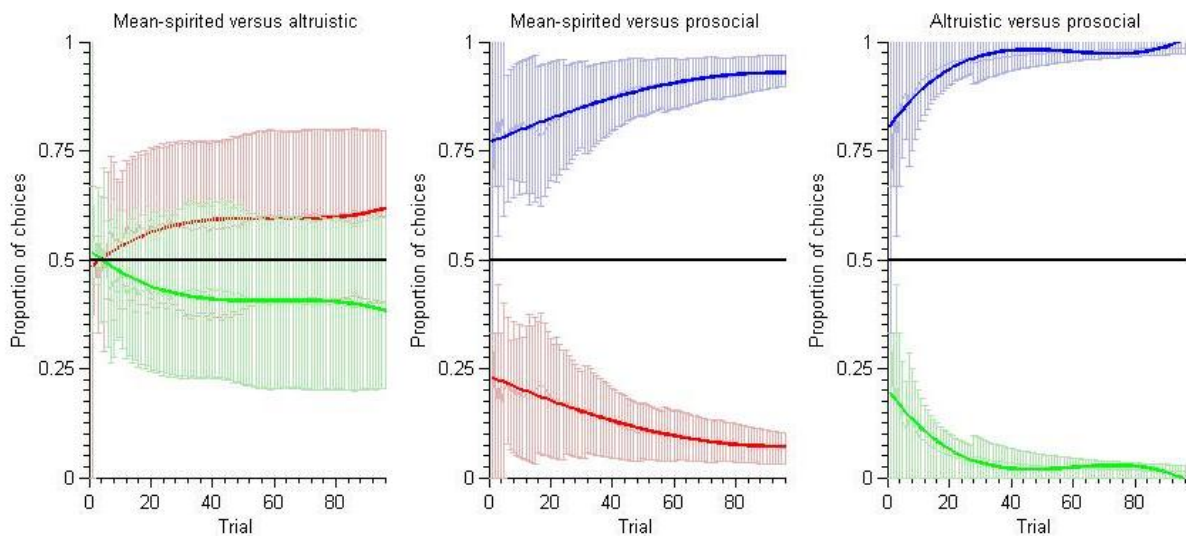 Mean-spirited versus altruistic
Proportion of choices
1
0.75
0.5
0.25
0
0 20 40 60 80
Trial
Mean-spirited versus prosocial
Proportion of choices
1
0.75
0.5
0.25
0
0 20 40 60 80
Trial
Altruistic versus prosocial
Proportion of choices
1
0.75
0.5
0.25
0
0 20 40 60 80
Trial